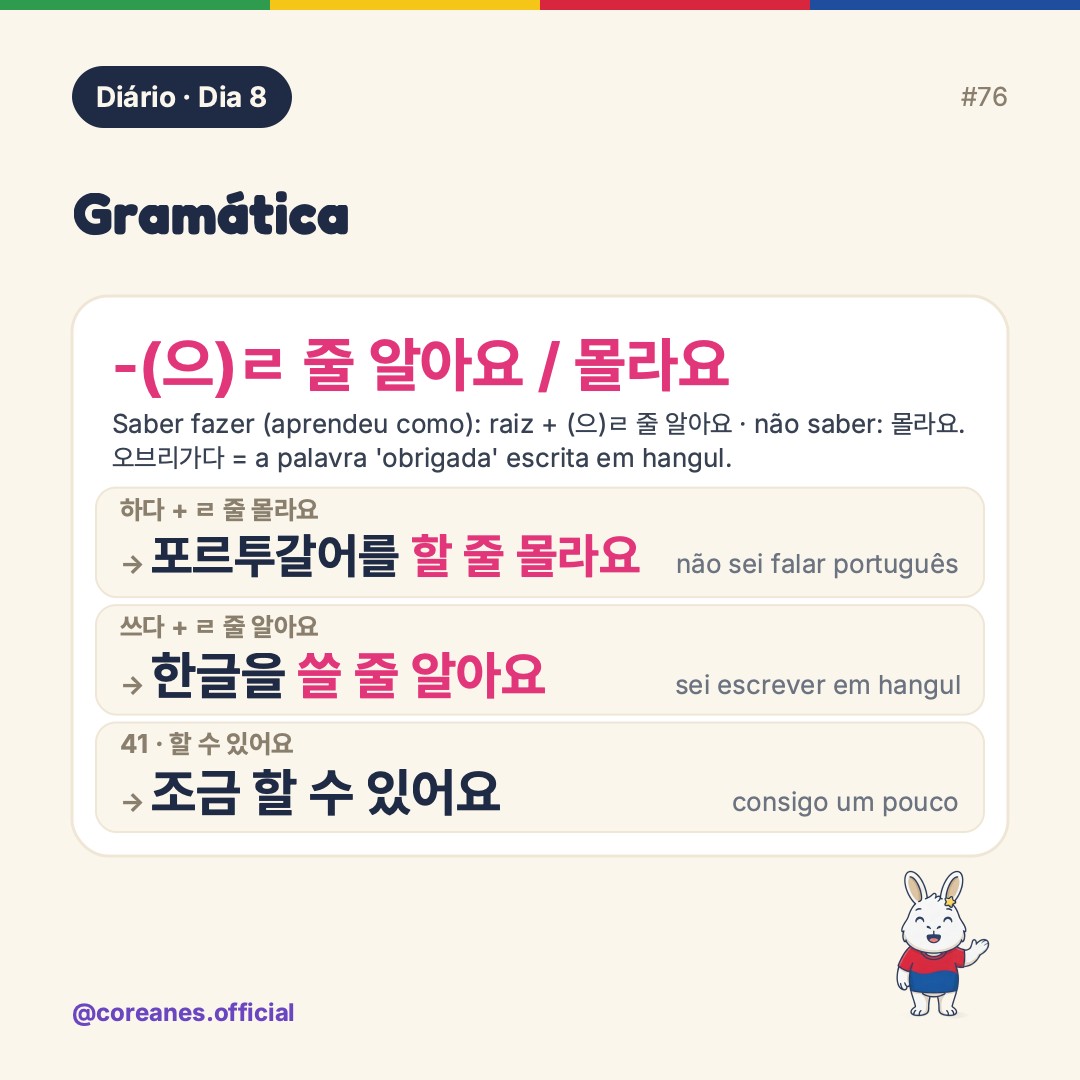 Diário · Dia 8
#76
Gramática
-(으)ㄹ 줄 알아요 / 몰라요
Saber fazer (aprendeu como): raiz + (으)ㄹ 줄 알아요 · não saber: 몰라요.
오브리가다 = a palavra 'obrigada' escrita em hangul.
하다 + ㄹ 줄 몰라요
→ 포르투갈어를 할 줄 몰라요 não sei falar português
쓰다 + ㄹ 줄 알아요
→ 한글을 쓸 줄 알아요 sei escrever em hangul
41 · 할 수 있어요
→ 조금 할 수 있어요 consigo um pouco
@coreanes.official